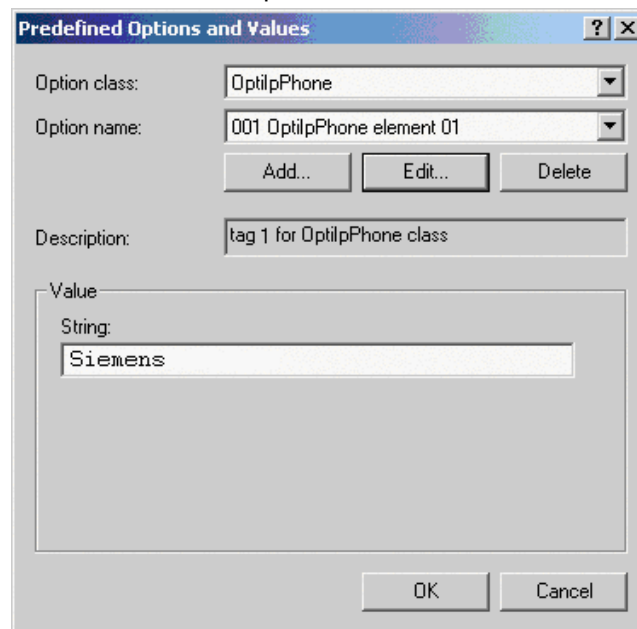 Predefined Options and Values
Option class: OptiIpPhone
Option name: 001 OptiIpPhone element 01
Add... Edit... Delete
Description: tag 1 for OptiIpPhone class
Value
String:
Siemens
OK Cancel